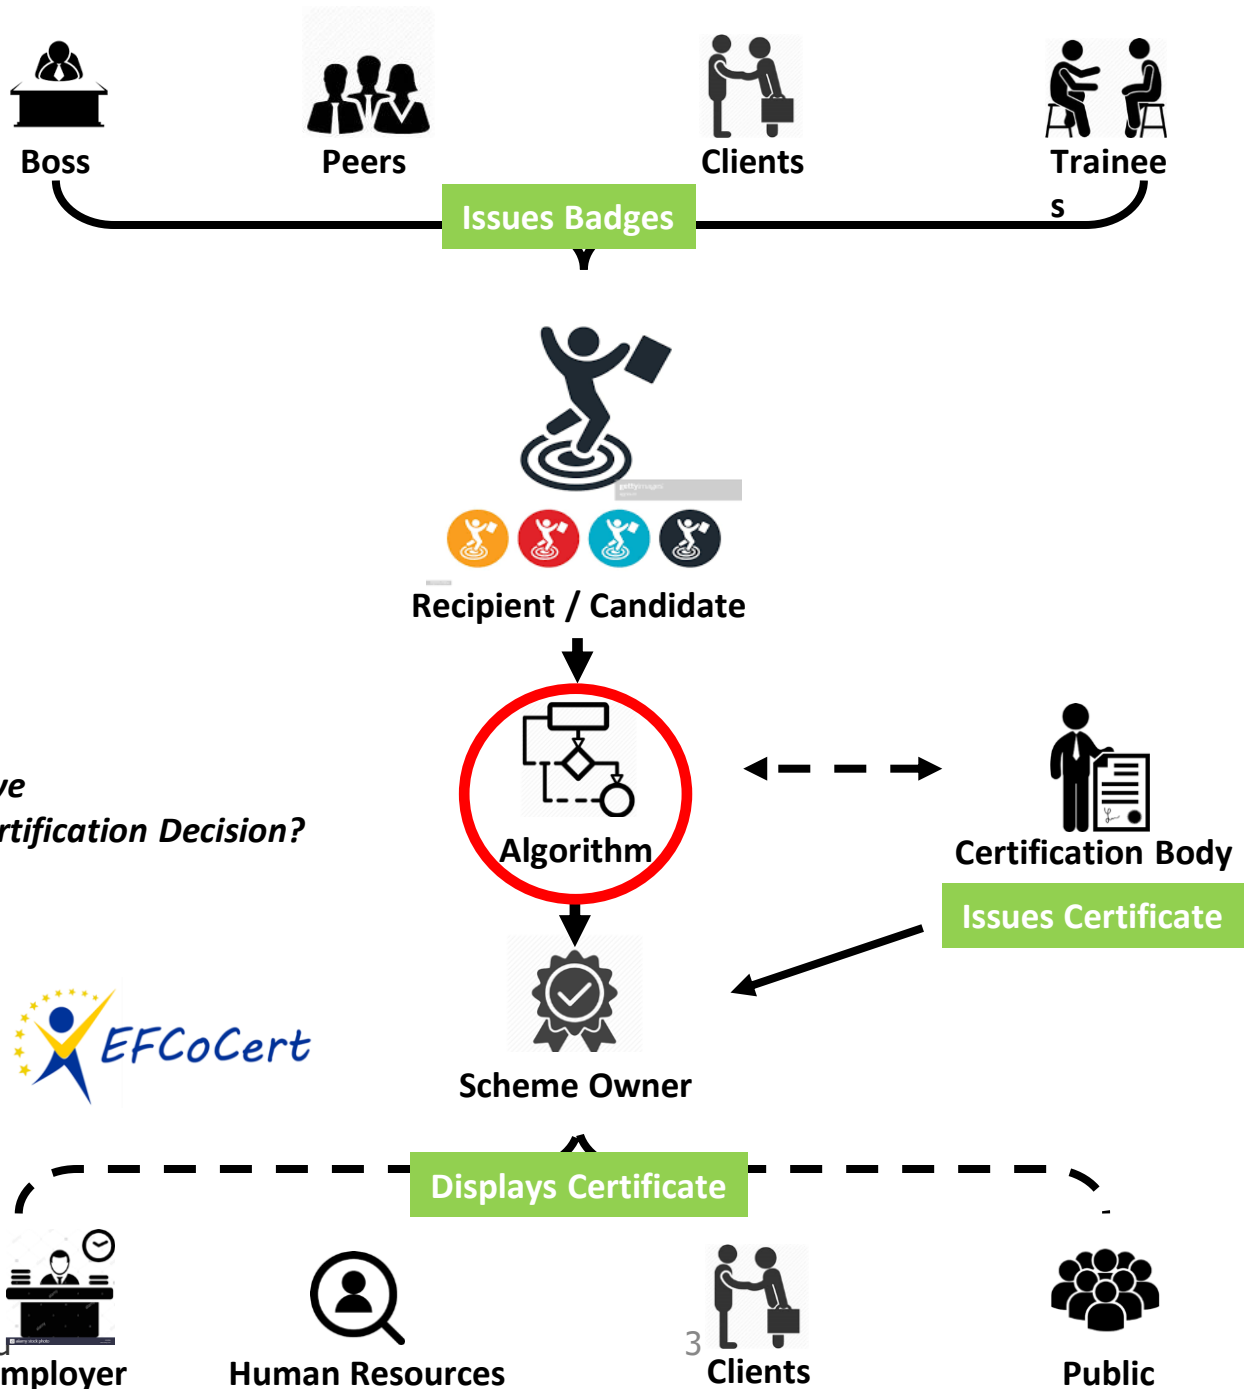 Boss
Peers
Clients
Trainee
s
Issues Badges
gettyimages
Recipient / Candidate
ve
rtification Decision?
Algorithm
Certification Body
Issues Certificate
EFCoCert
Scheme Owner
Displays Certificate
3
mployer
Human Resources
Clients
Public